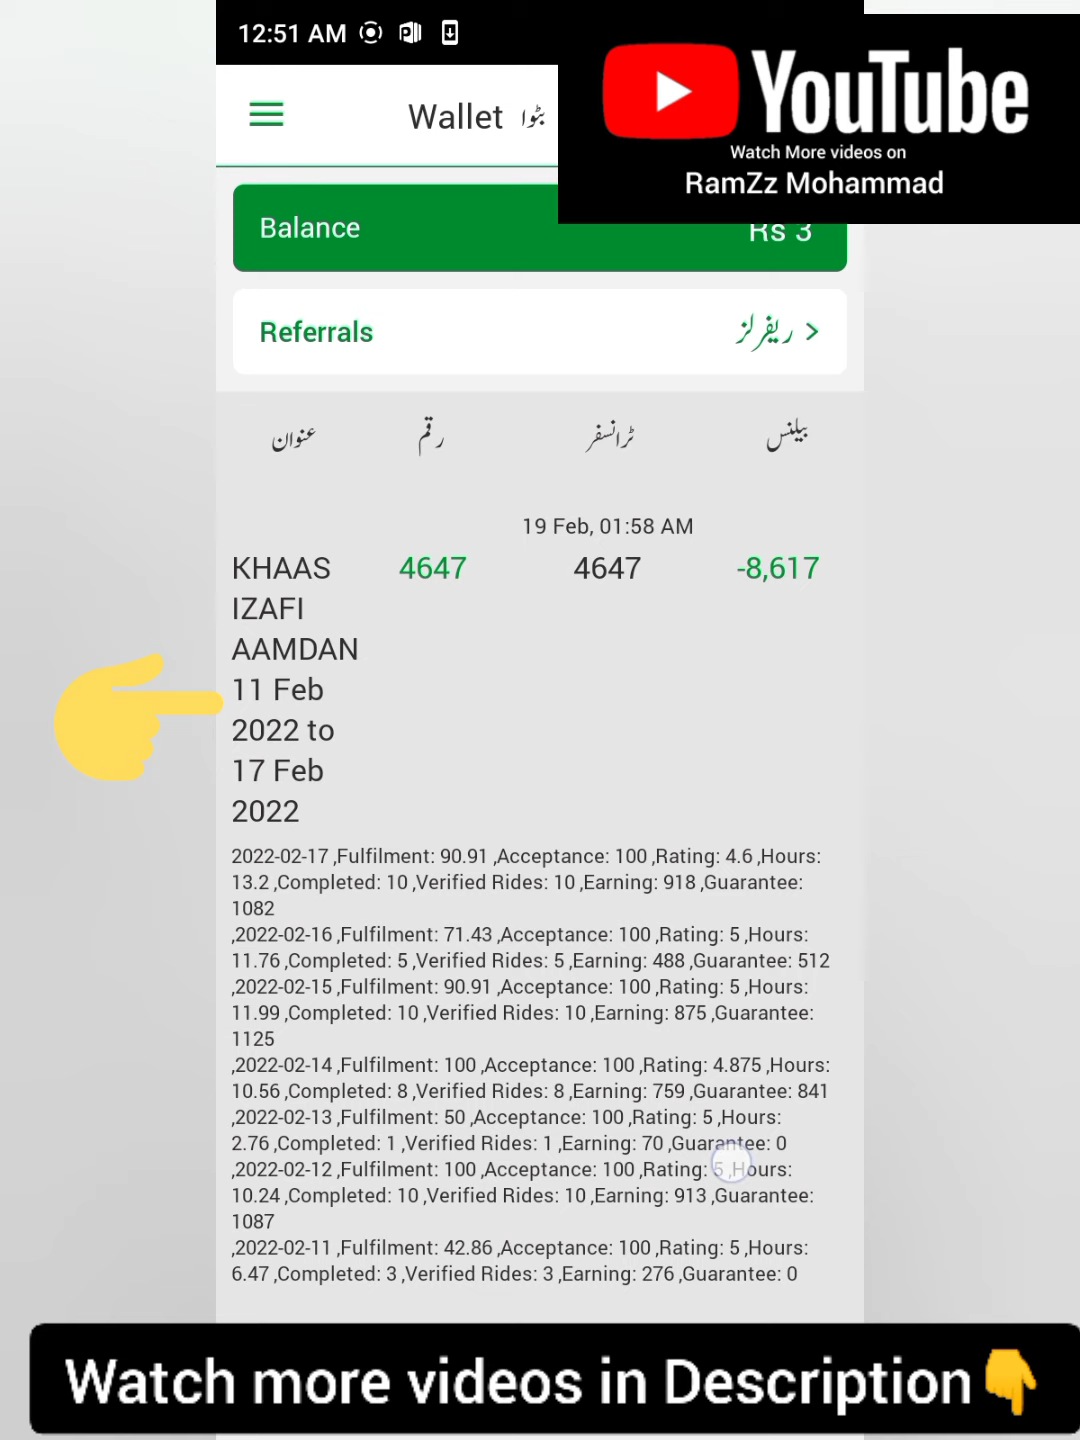 12:51 AM
YouTube
Watch More videos on
RamZz Mohammad
Wallet بٹوا
Balance Rs 3
Referrals ریفرلز >
عنوان رقم ٹرانسفر بیلنس
19 Feb, 01:58 AM
KHAAS 4647 4647 -8,617
IZAFI
AAMDAN
11 Feb
2022 to
17 Feb
2022
2022-02-17 ,Fulfilment: 90.91 ,Acceptance: 100 ,Rating: 4.6 ,Hours:
13.2 ,Completed: 10 ,Verified Rides: 10 ,Earning: 918 ,Guarantee:
1082
,2022-02-16 ,Fulfilment: 71.43 ,Acceptance: 100 ,Rating: 5 ,Hours:
11.76 ,Completed: 5 ,Verified Rides: 5 ,Earning: 488 ,Guarantee: 512
,2022-02-15 ,Fulfilment: 90.91 ,Acceptance: 100 ,Rating: 5 ,Hours:
11.99 ,Completed: 10 ,Verified Rides: 10 ,Earning: 875 ,Guarantee:
1125
,2022-02-14 ,Fulfilment: 100 ,Acceptance: 100 ,Rating: 4.875 ,Hours:
10.56 ,Completed: 8 ,Verified Rides: 8 ,Earning: 759 ,Guarantee: 841
,2022-02-13 ,Fulfilment: 50 ,Acceptance: 100 ,Rating: 5 ,Hours:
2.76 ,Completed: 1 ,Verified Rides: 1 ,Earning: 70 ,Guarantee: 0
,2022-02-12 ,Fulfilment: 100 ,Acceptance: 100 ,Rating: 5 ,Hours:
10.24 ,Completed: 10 ,Verified Rides: 10 ,Earning: 913 ,Guarantee:
1087
,2022-02-11 ,Fulfilment: 42.86 ,Acceptance: 100 ,Rating: 5 ,Hours:
6.47 ,Completed: 3 ,Verified Rides: 3 ,Earning: 276 ,Guarantee: 0
Watch more videos in Description👇